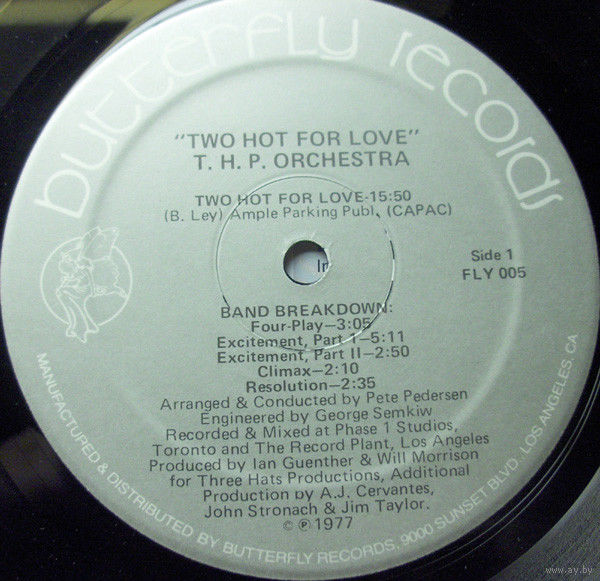 butterfly records
"TWO HOT FOR LOVE"
T. H. P. ORCHESTRA
TWO HOT FOR LOVE-15:50
(B. Ley) Ample Parking Publ. (CAPAC)
In
Side 1
FLY 005
BAND BREAKDOWN:
Four-Play—3:05
Excitement, Part 1—5:11
Excitement, Part II—2:50
Climax—2:10
Resolution—2:35
Arranged & Conducted by Pete Pedersen
Engineered by George Semkiw
Recorded & Mixed at Phase 1 Studios,
Toronto and The Record Plant, Los Angeles
Produced by Ian Guenther & Will Morrison
for Three Hats Productions, Additional
Production by A.J. Cervantes,
John Stronach & Jim Taylor.
© ℗ 1977
MANUFACTURED & DISTRIBUTED BY BUTTERFLY RECORDS, 9000 SUNSET BLVD., LOS ANGELES, CA
www.ay.by